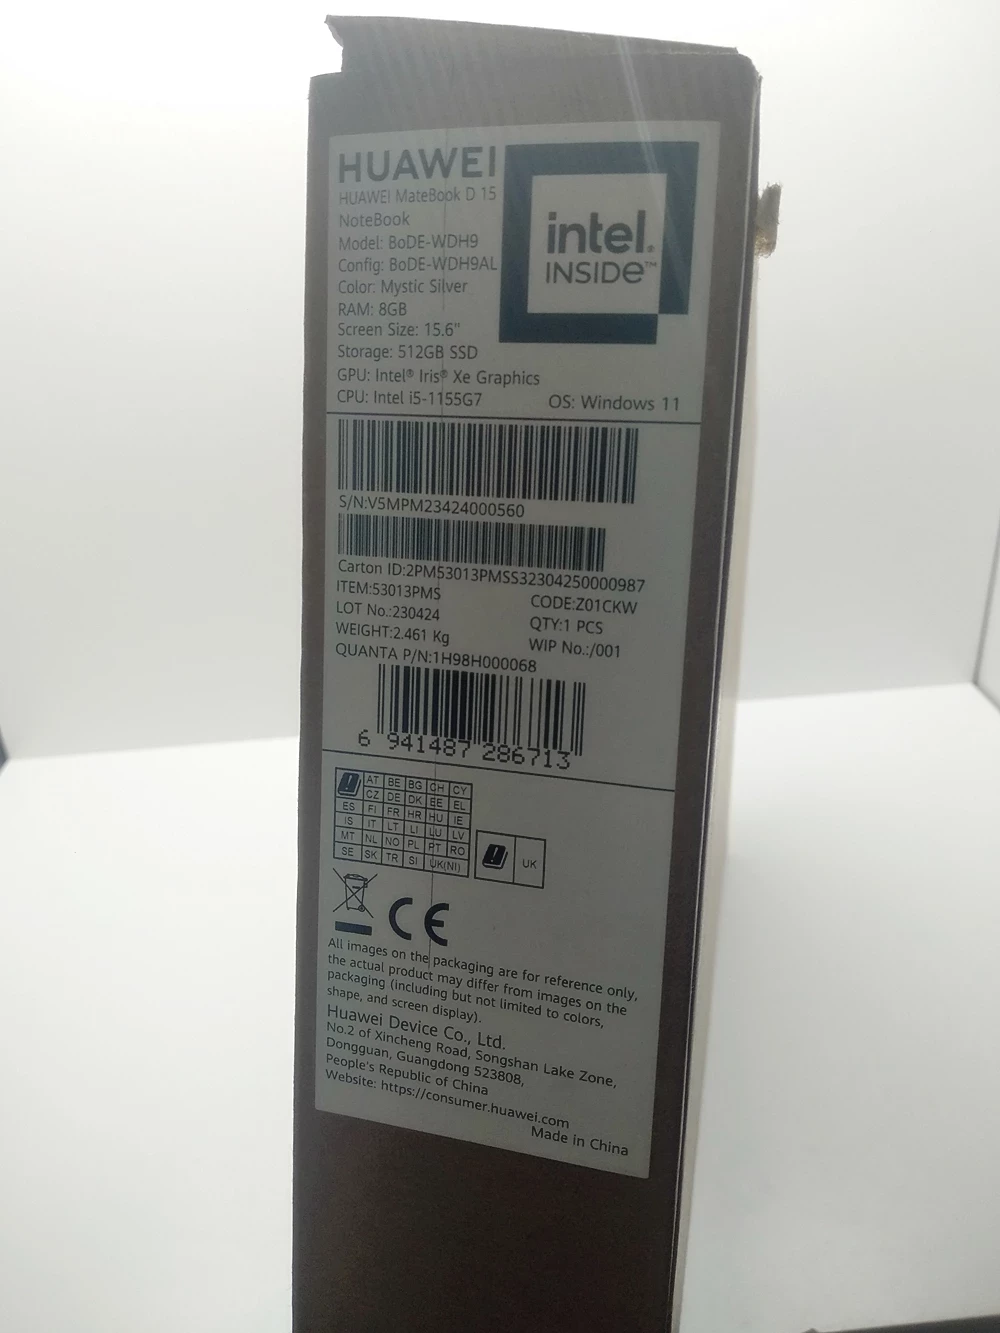 HUAWEI
HUAWEI MateBook D 15
NoteBook
Model: BoDE-WDH9
Config: BoDE-WDH9AL
Color: Mystic Silver
RAM: 8GB
Screen Size: 15.6"
Storage: 512GB SSD
GPU: Intel® Iris® Xe Graphics
CPU: Intel i5-1155G7
OS: Windows 11
intel.
INSIDE™
S/N:V5MPM23424000560
Carton ID:2PM53013PMSS32304250000987
ITEM:53013PMS
CODE:Z01CKW
LOT No.:230424
QTY:1 PCS
WEIGHT:2.461 Kg
WIP No.:/001
QUANTA P/N:1H98H000068
6 941487 286713
AT BE BG CH CY
CZ DE DK EE EL
ES FI FR HR HU IE
IS IT LT LI LU LV
MT NL NO PL PT RO
SE SK TR SI UK(NI)
UK
CE
All images on the packaging are for reference only,
the actual product may differ from images on the
packaging (including but not limited to colors,
shape, and screen display).
Huawei Device Co., Ltd.
No.2 of Xincheng Road, Songshan Lake Zone,
Dongguan, Guangdong 523808,
People's Republic of China
Website: https://consumer.huawei.com
Made in China